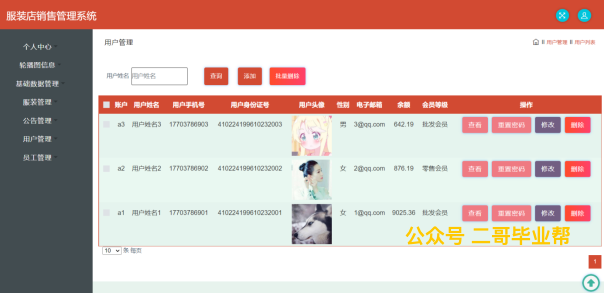 服装店销售管理系统
个人中心
轮播图信息
基础数据管理
服装管理
公告管理
用户管理
员工管理
用户管理
用户管理 用户列表
用户姓名 用户姓名 查询 添加 批量删除
账户 用户姓名 用户手机号 用户身份证号 用户头像 性别 电子邮箱 余额 会员等级 操作
a3 用户姓名3 17703786903 410224199610232003 男 3@qq.com 642.19 批发会员 查看 重置密码 修改 删除
a2 用户姓名2 17703786902 410224199610232002 女 2@qq.com 876.19 零售会员 查看 重置密码 修改 删除
a1 用户姓名1 17703786901 410224199610232001 女 1@qq.com 9025.36 批发会员 查看 重置密码 修改 删除
公众号 二哥毕业帮
10 条 每页
1